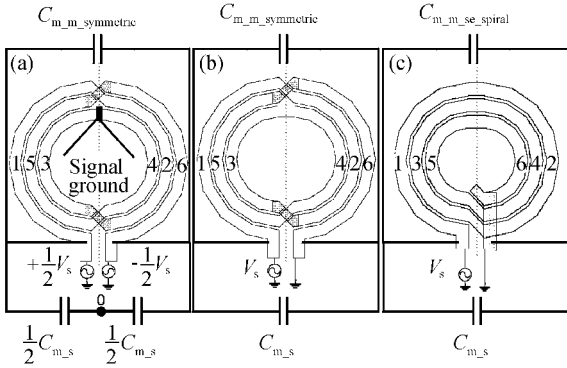 C_m_m_symmetric C_m_m_symmetric C_m_m_se_spiral
(a) (b) (c)
1 5 3 4 2 6 1 5 3 4 2 6 1 3 5 6 4 2
Signal
ground
+1/2 V_s -1/2 V_s V_s V_s
0
1/2 C_m_s 1/2 C_m_s C_m_s C_m_s